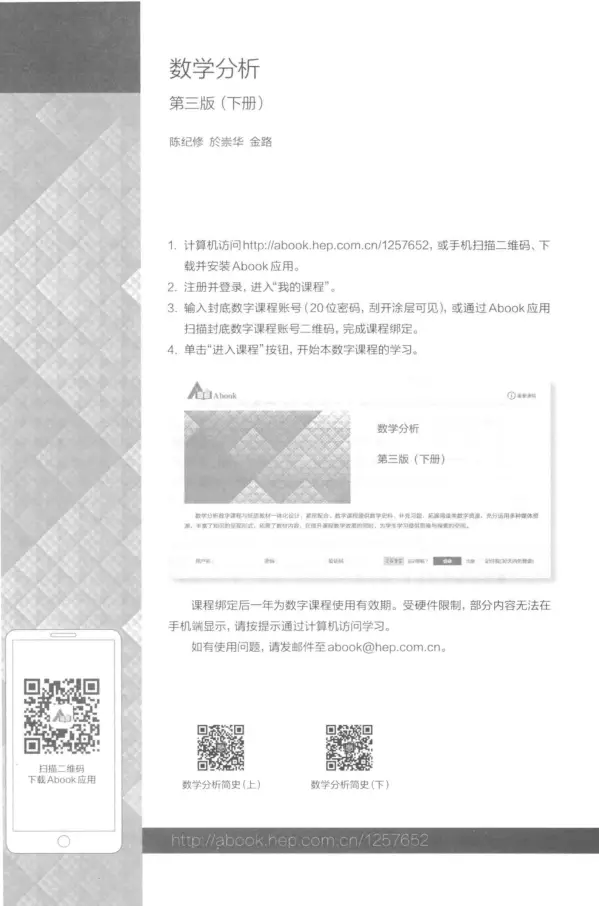 数学分析
第三版（下册）
陈纪修 於崇华 金路
1. 计算机访问http://abook.hep.com.cn/1257652, 或手机扫描二维码、下
载并安装Abook应用。
2. 注册并登录, 进入“我的课程”。
3. 输入封底数字课程账号(20位密码, 刮开涂层可见), 或通过Abook应用
扫描封底数字课程账号二维码, 完成课程绑定。
4. 单击“进入课程”按钮, 开始本数字课程的学习。
Abook
数学分析
第三版（下册）
课程绑定后一年为数字课程使用有效期。受硬件限制, 部分内容无法在
手机端显示, 请按提示通过计算机访问学习。
如有使用问题, 请发邮件至abook@hep.com.cn。
扫描二维码
下载Abook应用
数学分析简史(上)
数学分析简史(下)
http://abook.hep.com.cn/1257652